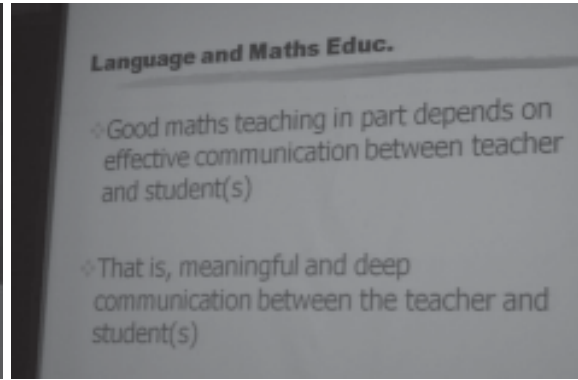 Language and Maths Educ.
Good maths teaching in part depends on
effective communication between teacher
and student(s)
That is, meaningful and deep
communication between the teacher and
student(s)